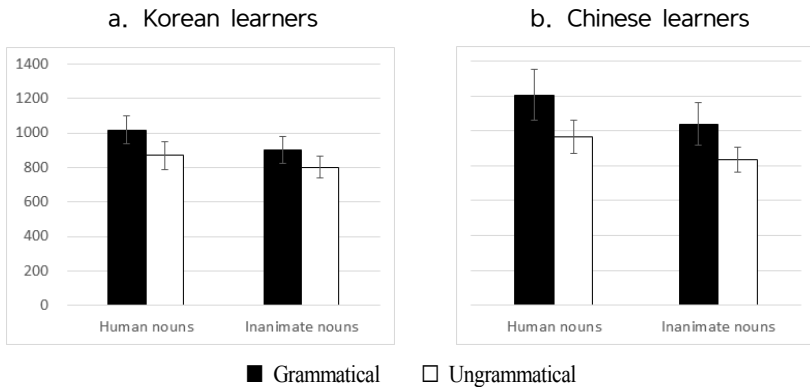 a. Korean learners
b. Chinese learners
1400
1200
1000
800
600
400
200
0
Human nouns
Inanimate nouns
Human nouns
Inanimate nouns
Grammatical
Ungrammatical